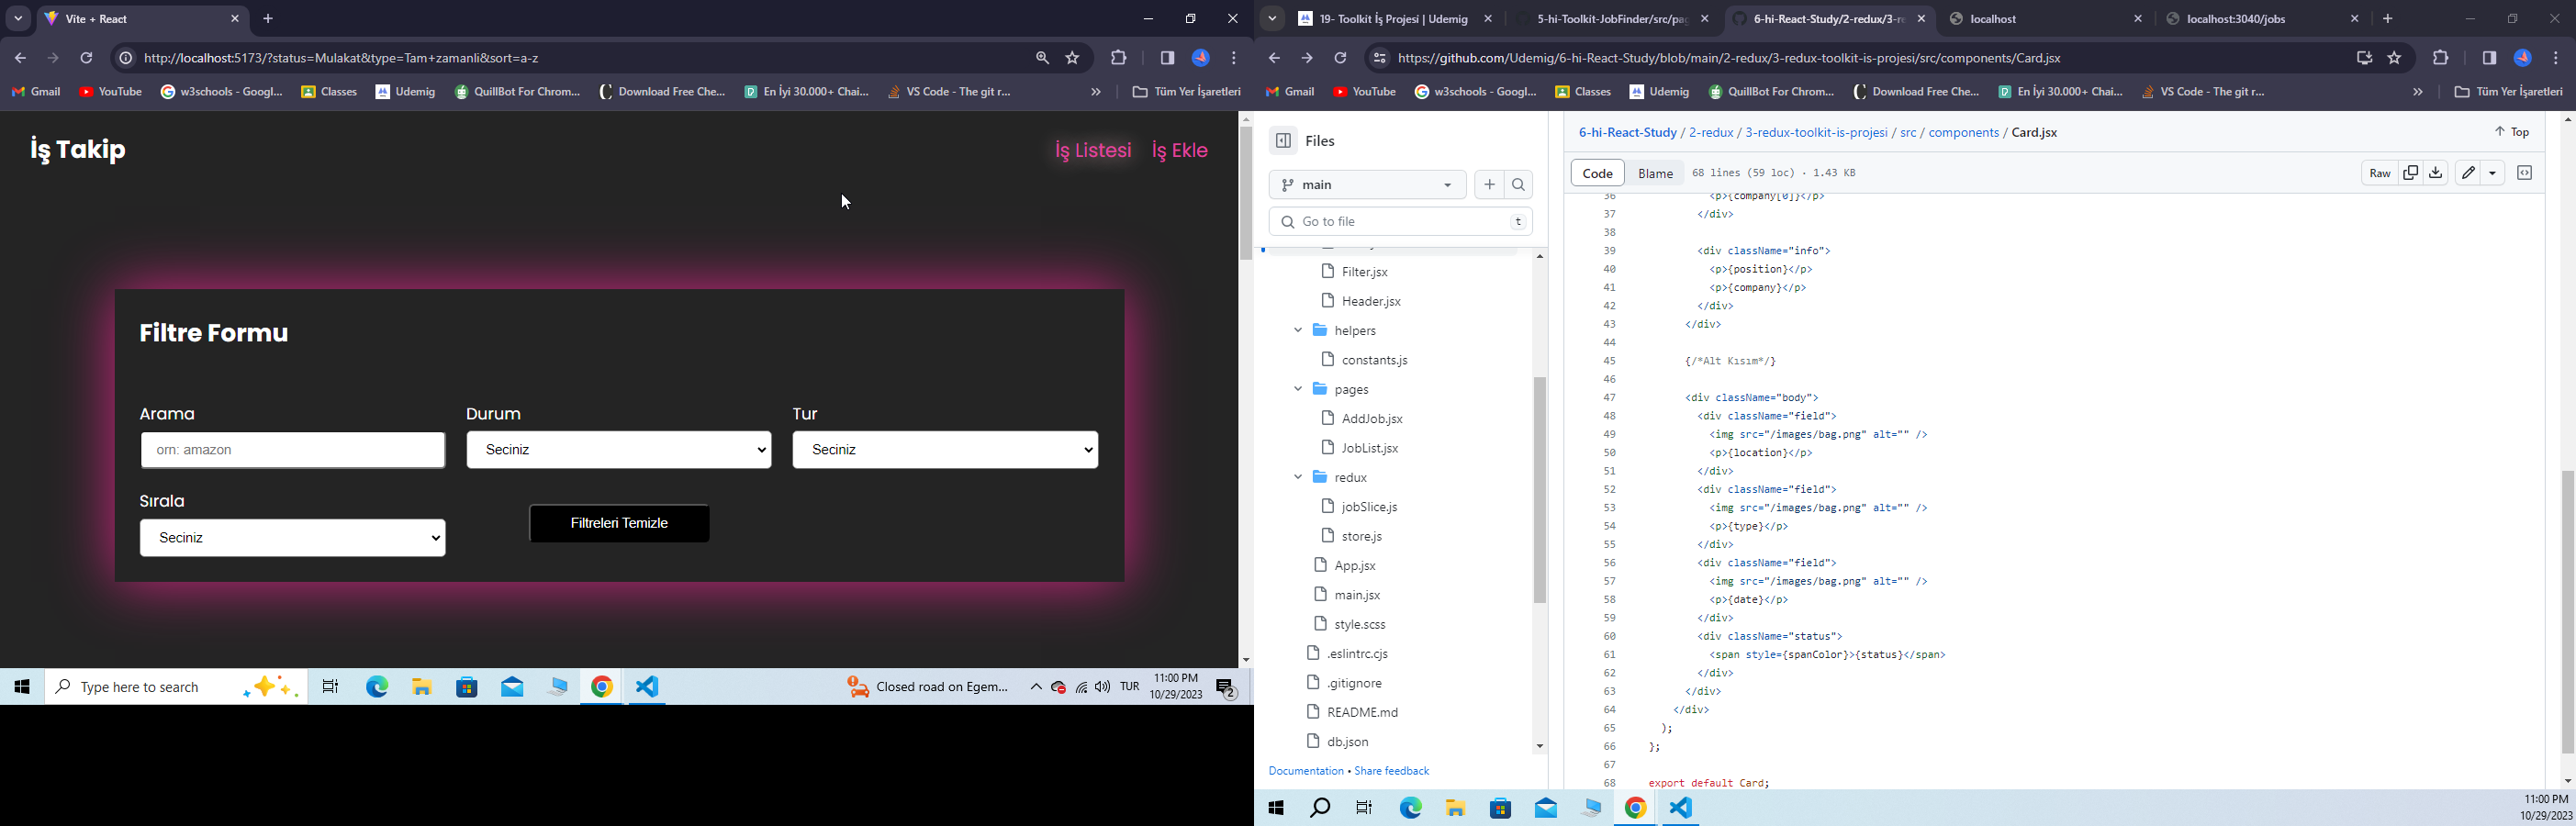 Vite + React
http://localhost:5173/?status=Mulakat&type=Tam+zamanli&sort=a-z
Gmail
YouTube
w3schools - Googl...
Classes
Udemig
QuillBot For Chrom...
Download Free Che...
En İyi 30.000+ Chai...
VS Code - The git r...
»
Tüm Yer İşaretleri
İş Takip
İş Listesi
İş Ekle
Filtre Formu
Arama
Durum
Tur
orn: amazon
Seciniz
Seciniz
Sırala
Seciniz
Filtreleri Temizle
Type here to search
Closed road on Egem...
TUR
11:00 PM
10/29/2023
2
19- Toolkit İş Projesi | Udemig
5-hi-Toolkit-JobFinder/src/pag
6-hi-React-Study/2-redux/3-re
localhost
localhost:3040/jobs
https://github.com/Udemig/6-hi-React-Study/blob/main/2-redux/3-redux-toolkit-is-projesi/src/components/Card.jsx
Gmail
YouTube
w3schools - Googl...
Classes
Udemig
QuillBot For Chrom...
Download Free Che...
En İyi 30.000+ Chai...
VS Code - The git r...
»
Tüm Yer İşaretleri
Files
main
Go to file
t
Filter.jsx
Header.jsx
helpers
constants.js
pages
AddJob.jsx
JobList.jsx
redux
jobSlice.js
store.js
App.jsx
main.jsx
style.scss
.eslintrc.cjs
.gitignore
README.md
db.json
Documentation • Share feedback
6-hi-React-Study / 2-redux / 3-redux-toolkit-is-projesi / src / components / Card.jsx
Top
Code
Blame
68 lines (59 loc) · 1.43 KB
Raw
36 <p>{company[0]}</p>
37 </div>
38
39 <div className="info">
40 <p>{position}</p>
41 <p>{company}</p>
42 </div>
43 </div>
44
45 {/*Alt Kısım*/}
46
47 <div className="body">
48 <div className="field">
49 <img src="/images/bag.png" alt="" />
50 <p>{location}</p>
51 </div>
52 <div className="field">
53 <img src="/images/bag.png" alt="" />
54 <p>{type}</p>
55 </div>
56 <div className="field">
57 <img src="/images/bag.png" alt="" />
58 <p>{date}</p>
59 </div>
60 <div className="status">
61 <span style={spanColor}>{status}</span>
62 </div>
63 </div>
64 </div>
65 );
66 };
67
68 export default Card;
11:00 PM
10/29/2023